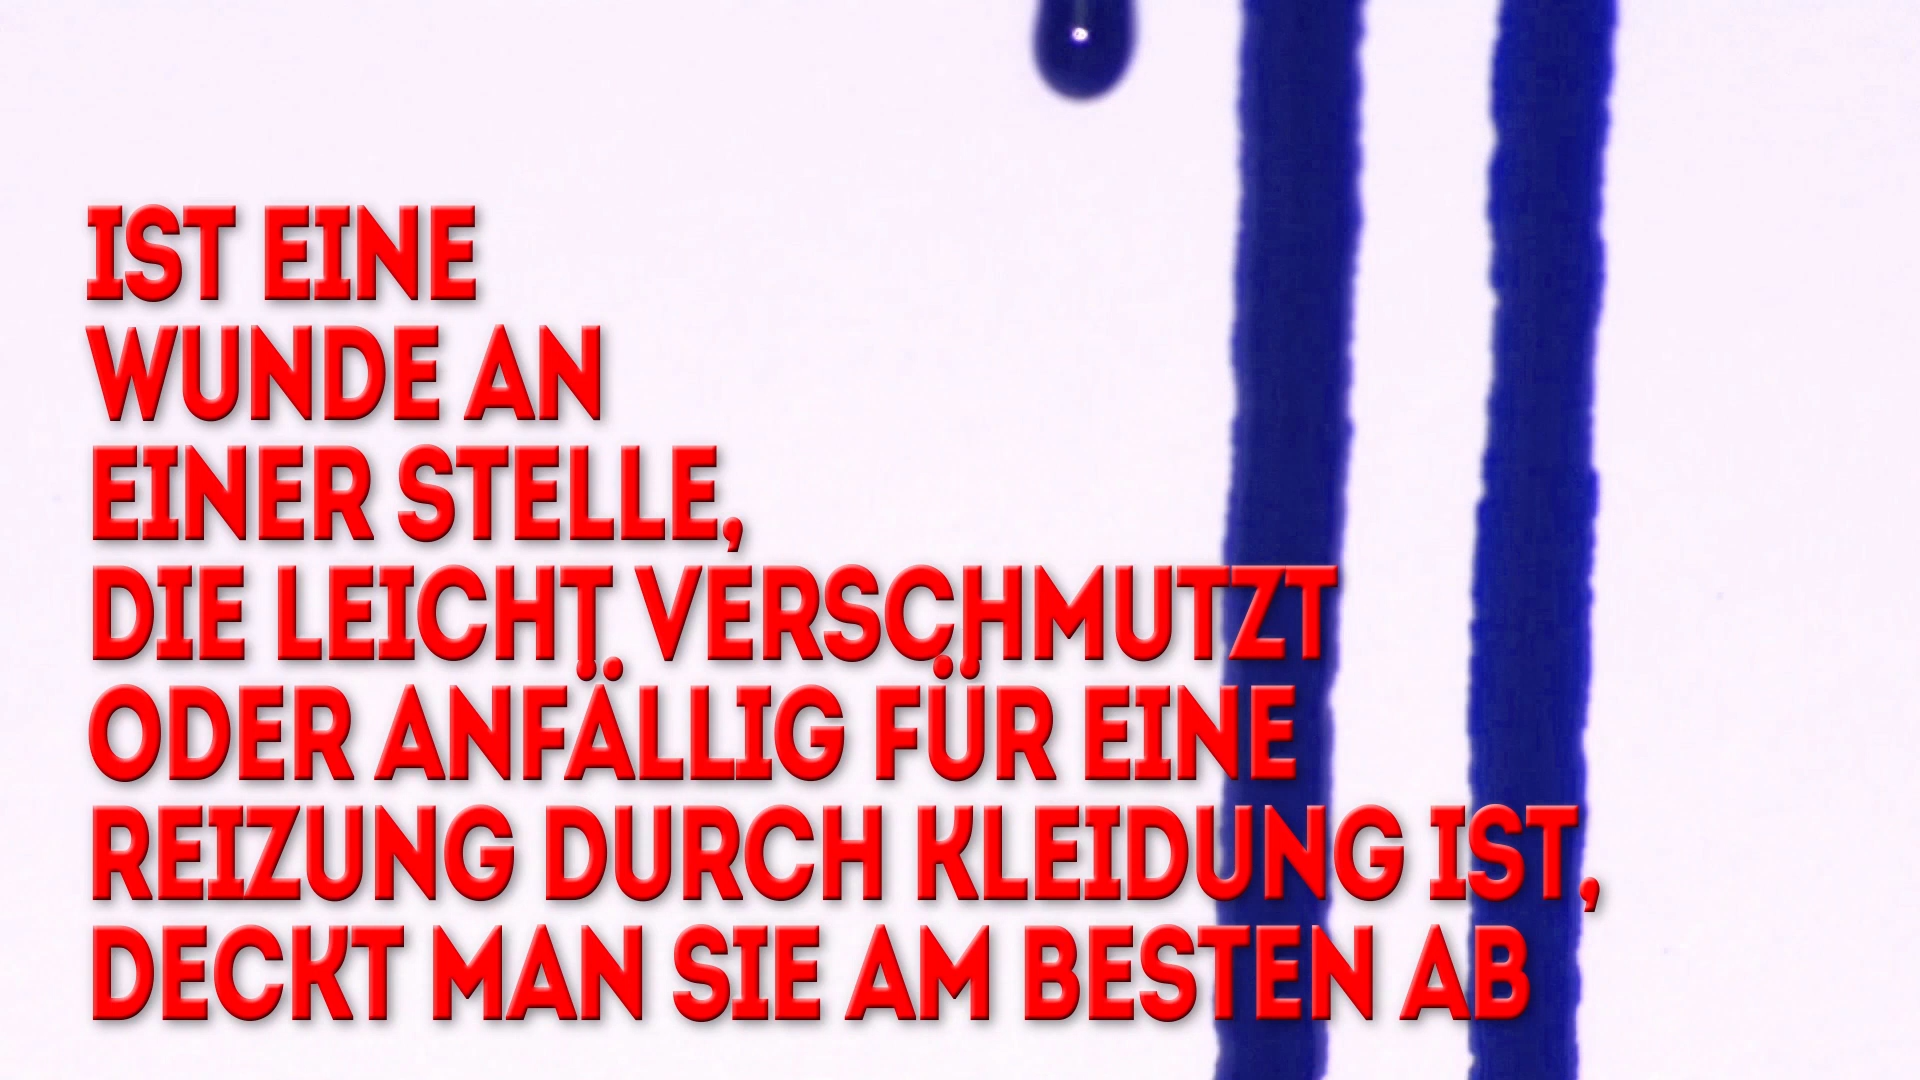 IST EINE
WUNDE AN
EINER STELLE,
DIE LEICHT VERSCHMUTZT
ODER ANFÄLLIG FÜR EINE
REIZUNG DURCH KLEIDUNG IST,
DECKT MAN SIE AM BESTEN AB